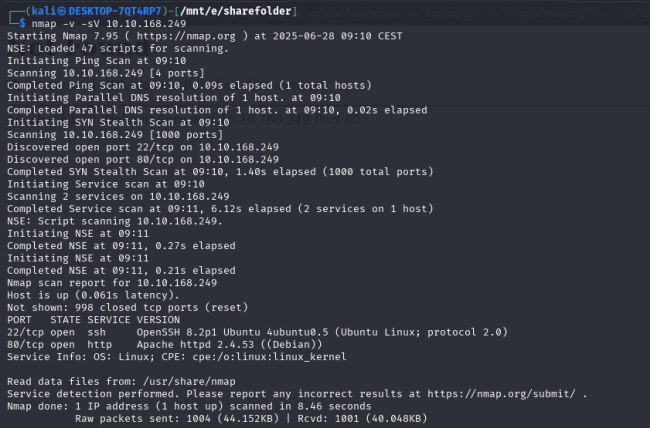 ┌──(kali㉿DESKTOP-7QT4RP7)-[/mnt/e/sharefolder]
└─$ nmap -v -sV 10.10.168.249
Starting Nmap 7.95 ( https://nmap.org ) at 2025-06-28 09:10 CEST
NSE: Loaded 47 scripts for scanning.
Initiating Ping Scan at 09:10
Scanning 10.10.168.249 [4 ports]
Completed Ping Scan at 09:10, 0.09s elapsed (1 total hosts)
Initiating Parallel DNS resolution of 1 host. at 09:10
Completed Parallel DNS resolution of 1 host. at 09:10, 0.02s elapsed
Initiating SYN Stealth Scan at 09:10
Scanning 10.10.168.249 [1000 ports]
Discovered open port 22/tcp on 10.10.168.249
Discovered open port 80/tcp on 10.10.168.249
Completed SYN Stealth Scan at 09:10, 1.40s elapsed (1000 total ports)
Initiating Service scan at 09:10
Scanning 2 services on 10.10.168.249
Completed Service scan at 09:11, 6.12s elapsed (2 services on 1 host)
NSE: Script scanning 10.10.168.249.
Initiating NSE at 09:11
Completed NSE at 09:11, 0.27s elapsed
Initiating NSE at 09:11
Completed NSE at 09:11, 0.21s elapsed
Nmap scan report for 10.10.168.249
Host is up (0.061s latency).
Not shown: 998 closed tcp ports (reset)
PORT   STATE SERVICE VERSION
22/tcp open  ssh     OpenSSH 8.2p1 Ubuntu 4ubuntu0.5 (Ubuntu Linux; protocol 2.0)
80/tcp open  http    Apache httpd 2.4.53 ((Debian))
Service Info: OS: Linux; CPE: cpe:/o:linux:linux_kernel

Read data files from: /usr/share/nmap
Service detection performed. Please report any incorrect results at https://nmap.org/submit/ .
Nmap done: 1 IP address (1 host up) scanned in 8.46 seconds
           Raw packets sent: 1004 (44.152KB) | Rcvd: 1001 (40.048KB)